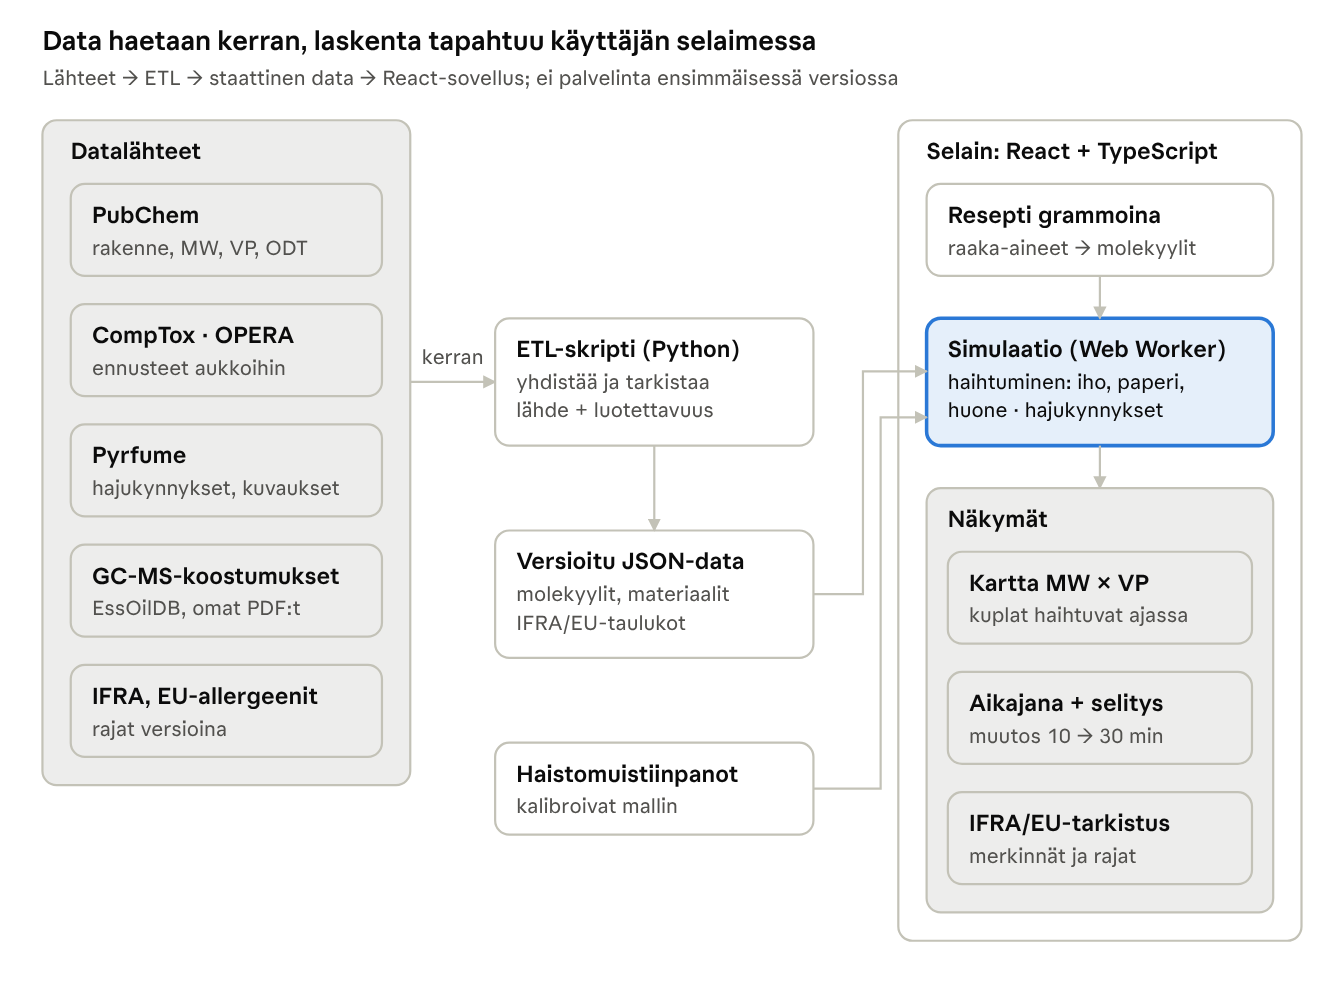 Data haetaan kerran, laskenta tapahtuu käyttäjän selaimessa
Lähteet → ETL → staattinen data → React-sovellus; ei palvelinta ensimmäisessä versiossa
Datalähteet
PubChem
rakenne, MW, VP, ODT
CompTox · OPERA
ennusteet aukkoihin
Pyrfume
hajukynnykset, kuvaukset
GC-MS-koostumukset
EssOilDB, omat PDF:t
IFRA, EU-allergeenit
rajat versioina
kerran
ETL-skripti (Python)
yhdistää ja tarkistaa
lähde + luotettavuus
Versioitu JSON-data
molekyylit, materiaalit
IFRA/EU-taulukot
Haistomuistiinpanot
kalibroivat mallin
Selain: React + TypeScript
Resepti grammoina
raaka-aineet → molekyylit
Simulaatio (Web Worker)
haihtuminen: iho, paperi,
huone · hajukynnykset
Näkymät
Kartta MW × VP
kuplat haihtuvat ajassa
Aikajana + selitys
muutos 10 → 30 min
IFRA/EU-tarkistus
merkinnät ja rajat